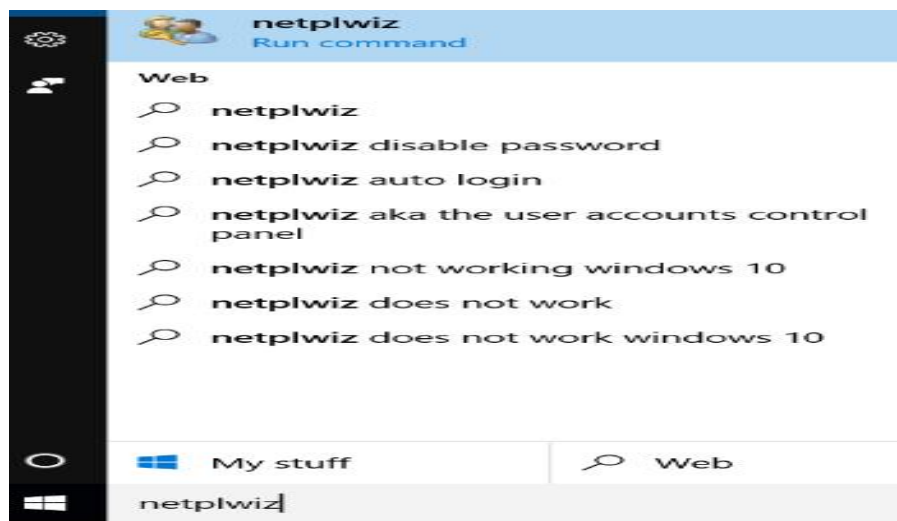 netplwiz
Run command
Web
netplwiz
netplwiz disable password
netplwiz auto login
netplwiz aka the user accounts control
panel
netplwiz not working windows 10
netplwiz does not work
netplwiz does not work windows 10
My stuff
Web
netplwiz